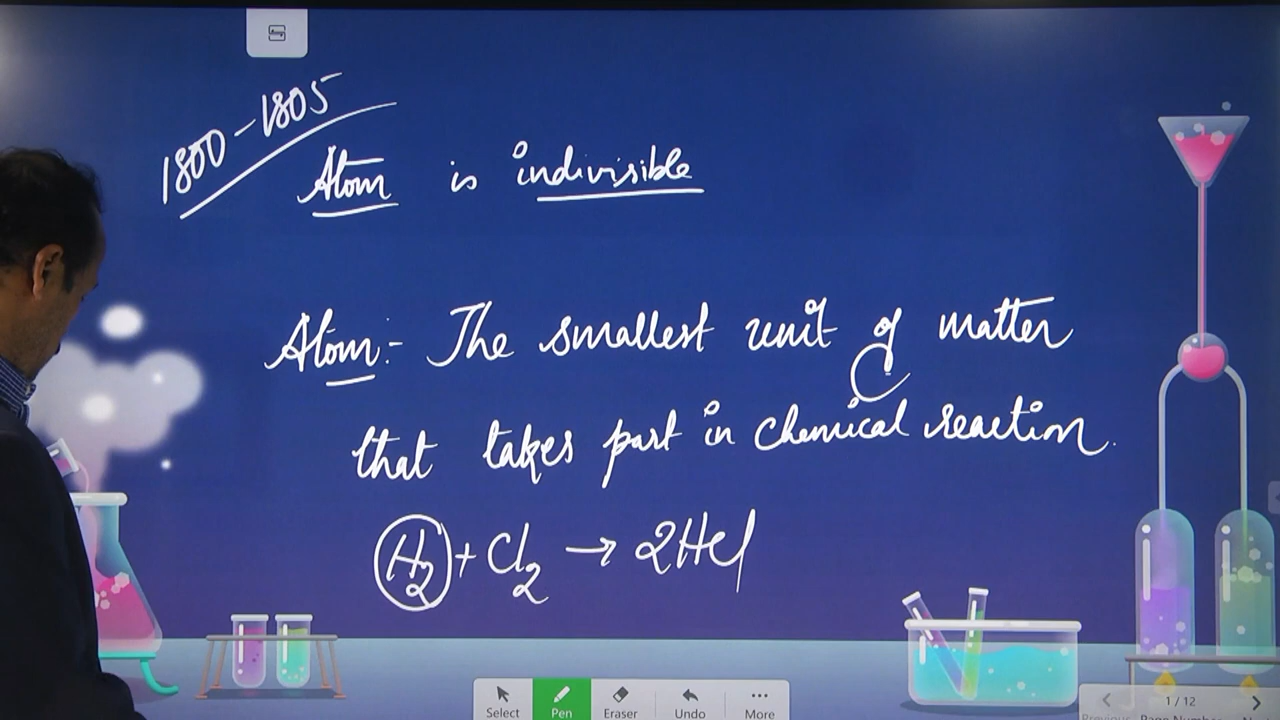 1800-1805
Atom is indivisible
Atom:- The smallest unit of matter
that takes part in chemical reaction.
H2 + Cl2 → 2HCl
Select Pen Eraser Undo More
1 / 12